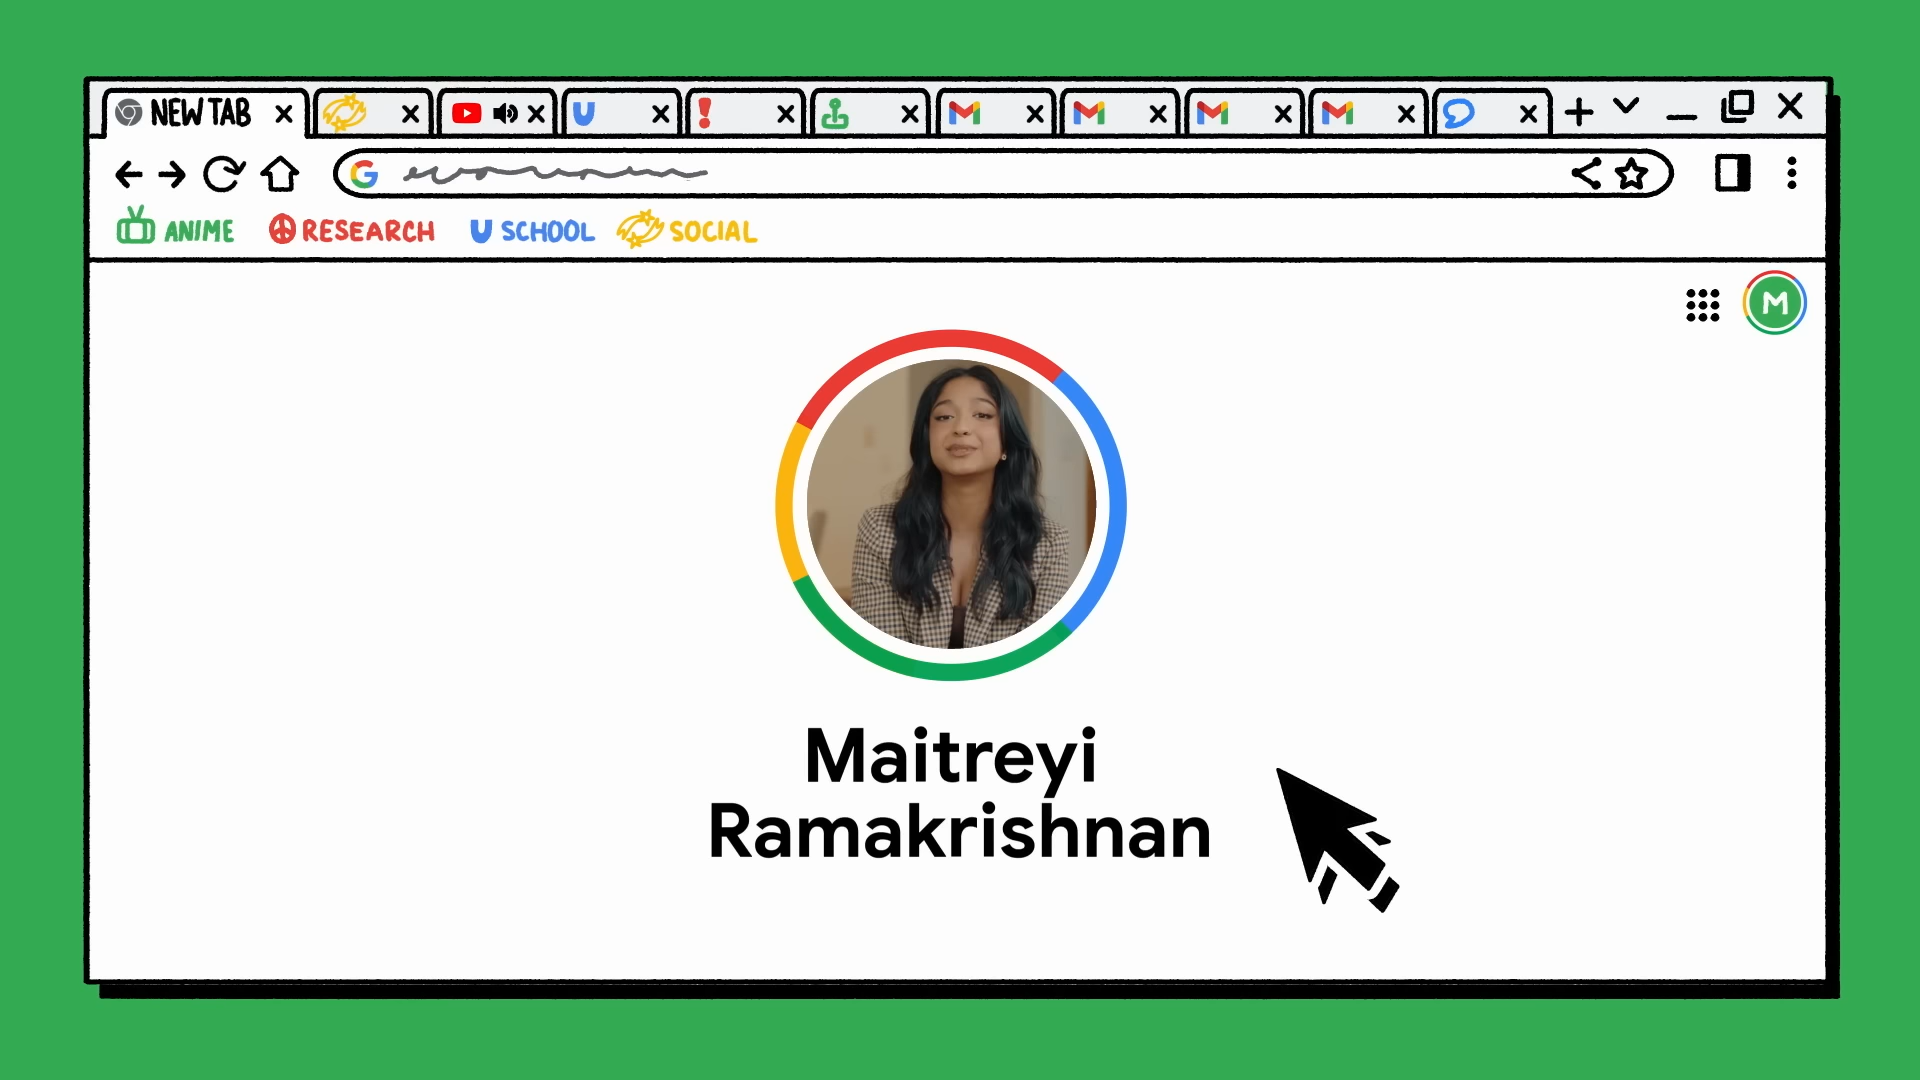 NEW TAB
ANIME RESEARCH U SCHOOL SOCIAL
M
Maitreyi
Ramakrishnan